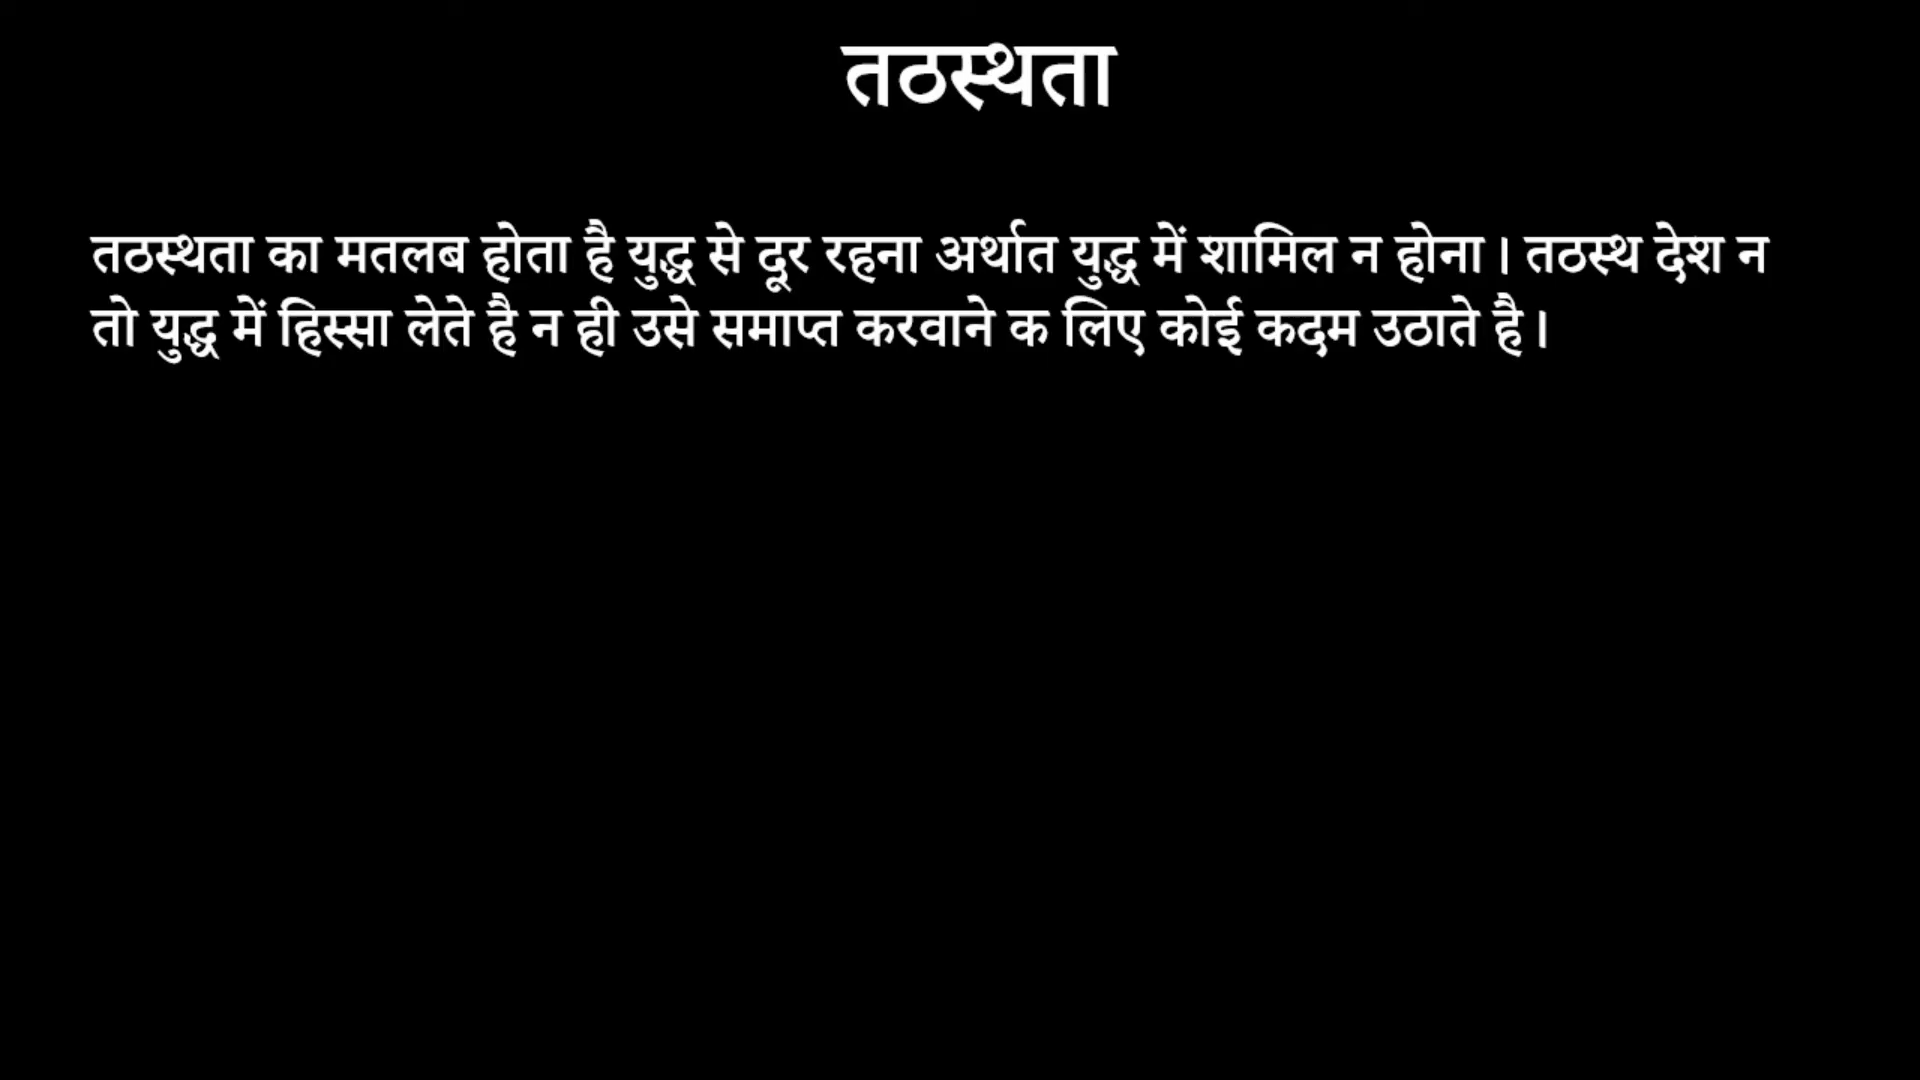 तठस्थता
तठस्थता का मतलब होता है युद्ध से दूर रहना अर्थात युद्ध में शामिल न होना । तठस्थ देश न
तो युद्ध में हिस्सा लेते है न ही उसे समाप्त करवाने क लिए कोई कदम उठाते है ।